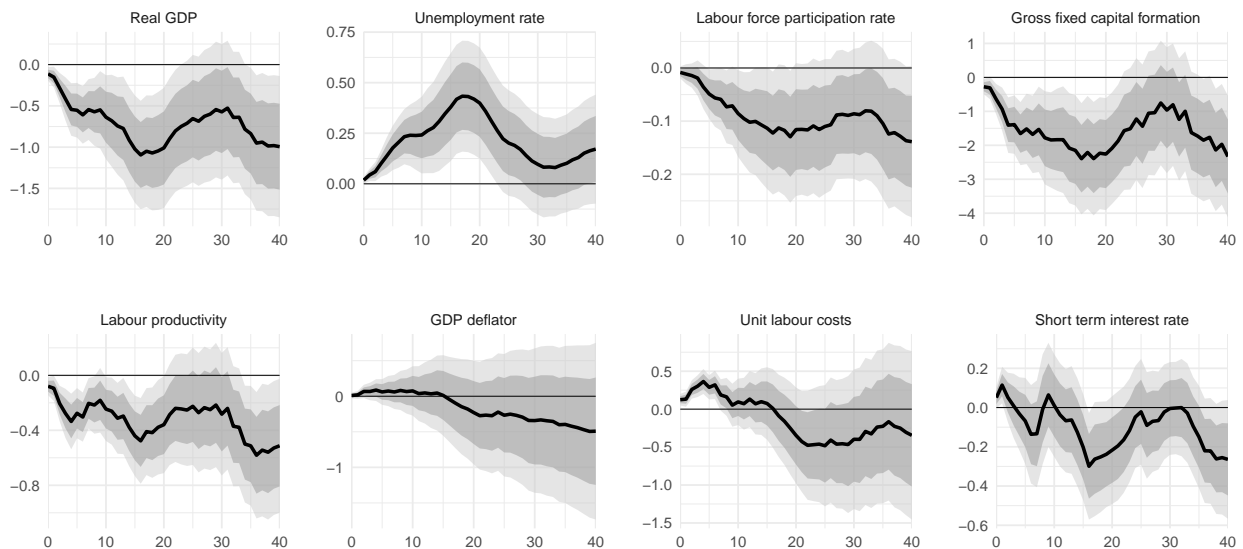 Real GDP
0.0
−0.5
−1.0
−1.5
0 10 20 30 40
Unemployment rate
0.75
0.50
0.25
0.00
0 10 20 30 40
Labour force participation rate
0.0
−0.1
−0.2
0 10 20 30 40
Gross fixed capital formation
1
0
−1
−2
−3
−4
0 10 20 30 40
Labour productivity
0.0
−0.4
−0.8
0 10 20 30 40
GDP deflator
0
−1
0 10 20 30 40
Unit labour costs
0.5
0.0
−0.5
−1.0
−1.5
0 10 20 30 40
Short term interest rate
0.2
0.0
−0.2
−0.4
−0.6
0 10 20 30 40